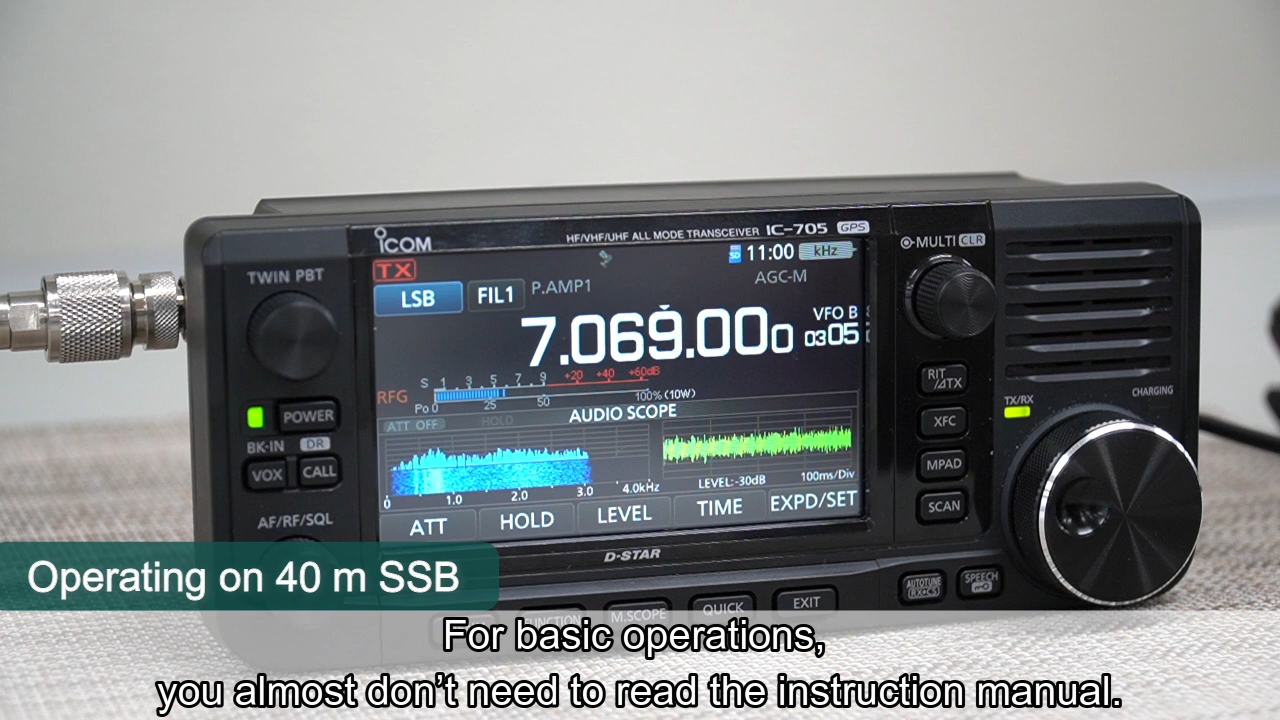 ICOM
HF/VHF/UHF ALL MODE TRANSCEIVER IC-705 GPS
TWIN PBT
POWER
BK-IN DR
VOX CALL
AF/RF/SQL
TX
SD 11:00 kHz
LSB FIL1 P.AMP1 AGC-M
7.069.000
VFO B
0305
S 1 3 5 7 9 +20 +40 +60dB
RFG
Po 0 25 50 100% (10W)
ATT OFF HOLD AUDIO SCOPE
0 1.0 2.0 3.0 4.0kHz LEVEL:-30dB 100ms/Div
ATT HOLD LEVEL TIME EXPD/SET
D-STAR
MULTI CLR
RIT/⊿TX
XFC
MPAD
SCAN
TX/RX
CHARGING
AUTOTUNE
(RX➔CS)
SPEECH
FUNCTION M.SCOPE QUICK EXIT
Operating on 40 m SSB
For basic operations,
you almost don't need to read the instruction manual.